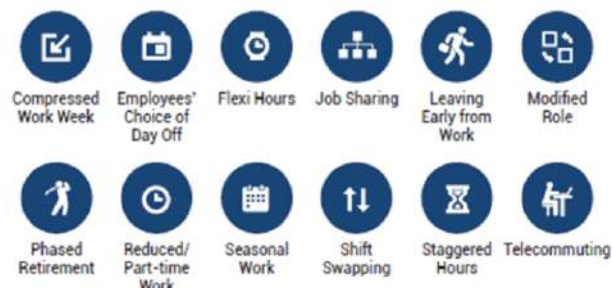 Compressed
Work Week
Employees'
Choice of
Day Off
Flexi Hours
Job Sharing
Leaving
Early from
Work
Modified
Role
Phased
Retirement
Reduced/
Part-time
Work
Seasonal
Work
Shift
Swapping
Staggered
Hours
Telecommuting